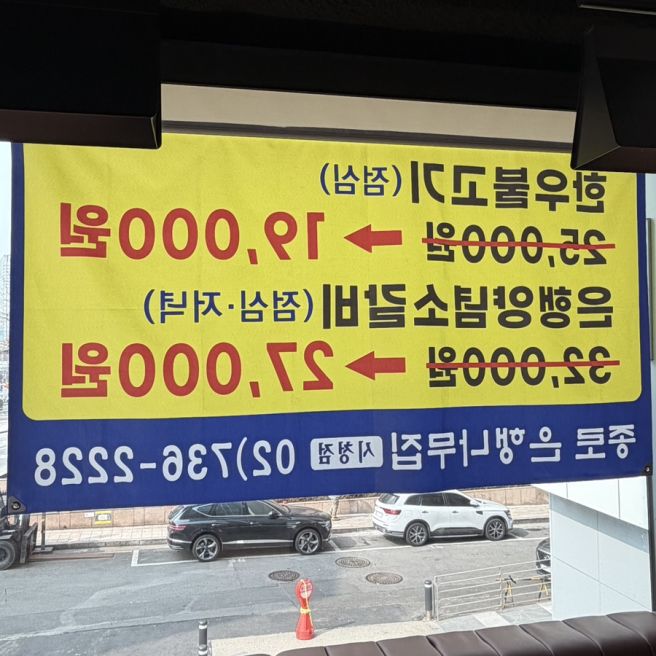 한우불고기(점심)
25,000원 → 19,000원
은행양념소갈비(점심·저녁)
32,000원 → 27,000원
종로 은행나무집 시청점 02)736-2228